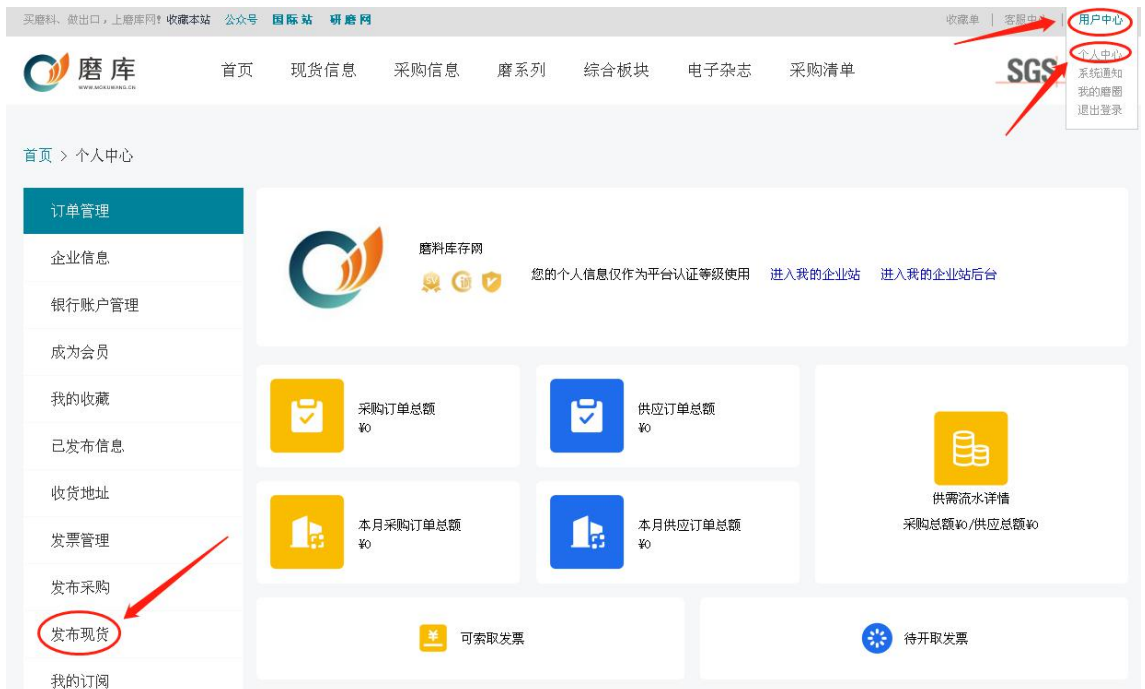 买磨料、做出口，上磨库网！收藏本站 公众号 国际站 研磨网
收藏单 | 客服中心 | 用户中心
个人中心
系统通知
我的磨圈
退出登录
磨库
WWW.MOKUWANG.CN
首页 现货信息 采购信息 磨系列 综合板块 电子杂志 采购清单
SGS
首页 > 个人中心
订单管理
企业信息
银行账户管理
成为会员
我的收藏
已发布信息
收货地址
发票管理
发布采购
发布现货
我的订阅
磨料库存网
您的个人信息仅作为平台认证等级使用 进入我的企业站 进入我的企业站后台
采购订单总额
¥0
供应订单总额
¥0
本月采购订单总额
¥0
本月供应订单总额
¥0
供需流水详情
采购总额¥0/供应总额¥0
可索取发票
待开取发票